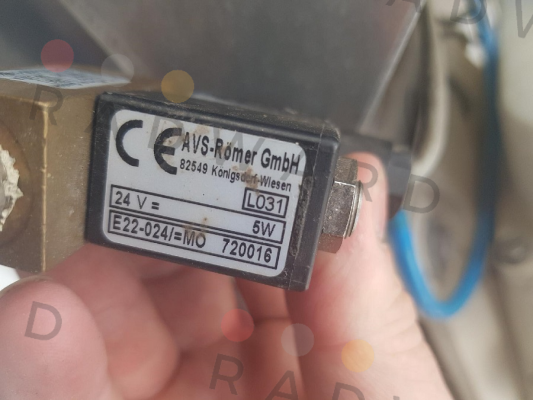 CE AVS-Römer GmbH
82549 Königsdorf-Wiesen
L031
24 V = 5W
E22-024/=MO 720016